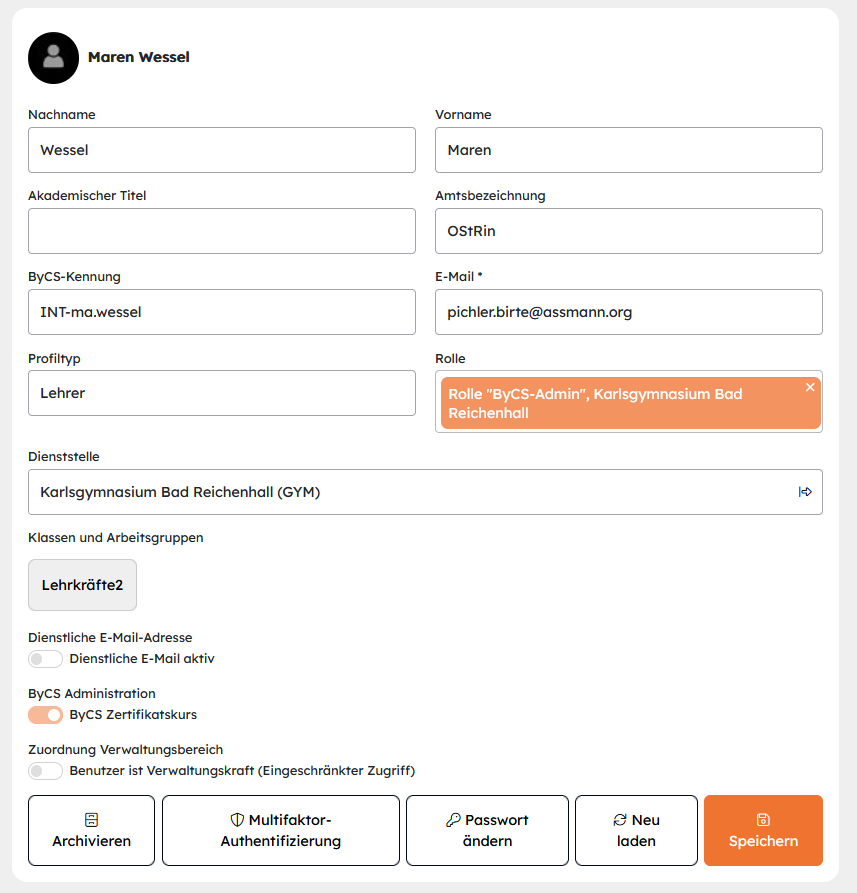 Maren Wessel
Nachname
Vorname
Wessel
Maren
Akademischer Titel
Amtsbezeichnung
OStRin
ByCS-Kennung
E-Mail *
INT-ma.wessel
pichler.birte@assmann.org
Profiltyp
Rolle
Lehrer
Rolle "ByCS-Admin", Karlsgymnasium Bad
Reichenhall
Dienststelle
Karlsgymnasium Bad Reichenhall (GYM)
Klassen und Arbeitsgruppen
Lehrkräfte2
Dienstliche E-Mail-Adresse
Dienstliche E-Mail aktiv
ByCS Administration
ByCS Zertifikatskurs
Zuordnung Verwaltungsbereich
Benutzer ist Verwaltungskraft (Eingeschränkter Zugriff)
Archivieren
Multifaktor-
Authentifizierung
Passwort
ändern
Neu
laden
Speichern